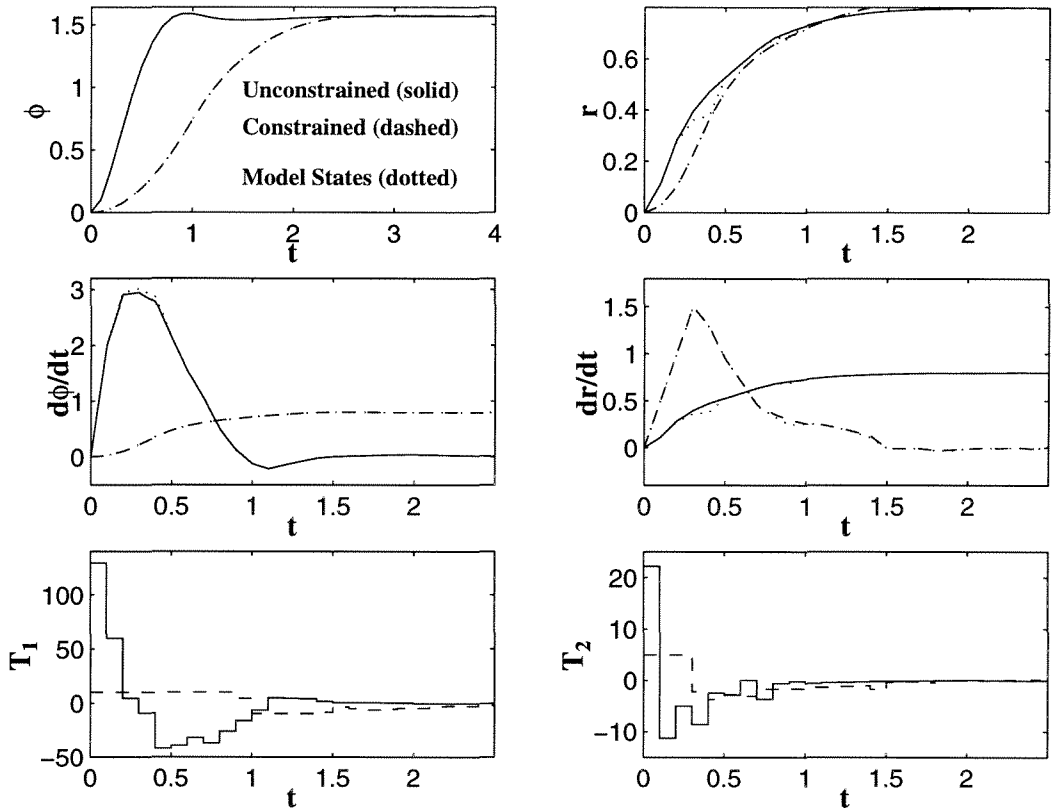 1.5
1
0.5
0
ϕ
Unconstrained (solid)
Constrained (dashed)
Model States (dotted)
0 1 2 3 4
t
0.6
0.4
0.2
0
r
0 0.5 1 1.5 2
t
3
2
1
0
dϕ/dt
0 0.5 1 1.5 2
t
1.5
1
0.5
0
dr/dt
0 0.5 1 1.5 2
t
100
50
0
−50
T1
0 0.5 1 1.5 2
t
20
10
0
−10
T2
0 0.5 1 1.5 2
t